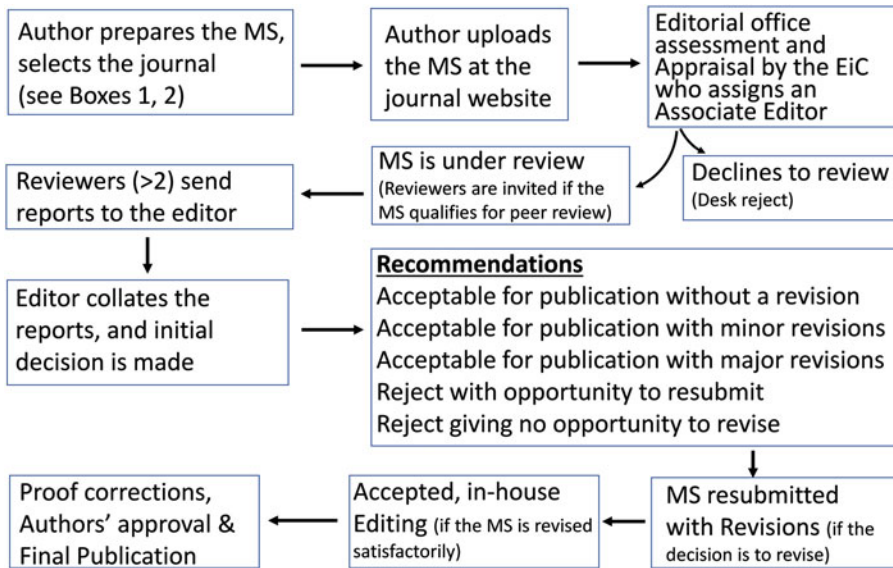 Author prepares the MS,
selects the journal
(see Boxes 1, 2)
Author uploads
the MS at the
journal website
Editorial office
assessment and
Appraisal by the EiC
who assigns an
Associate Editor
Declines to review
(Desk reject)
MS is under review
(Reviewers are invited if the
MS qualifies for peer review)
Reviewers (>2) send
reports to the editor
Editor collates the
reports, and initial
decision is made
Recommendations
Acceptable for publication without a revision
Acceptable for publication with minor revisions
Acceptable for publication with major revisions
Reject with opportunity to resubmit
Reject giving no opportunity to revise
MS resubmitted
with Revisions (if the
decision is to revise)
Accepted, in-house
Editing (if the MS is revised
satisfactorily)
Proof corrections,
Authors’ approval &
Final Publication